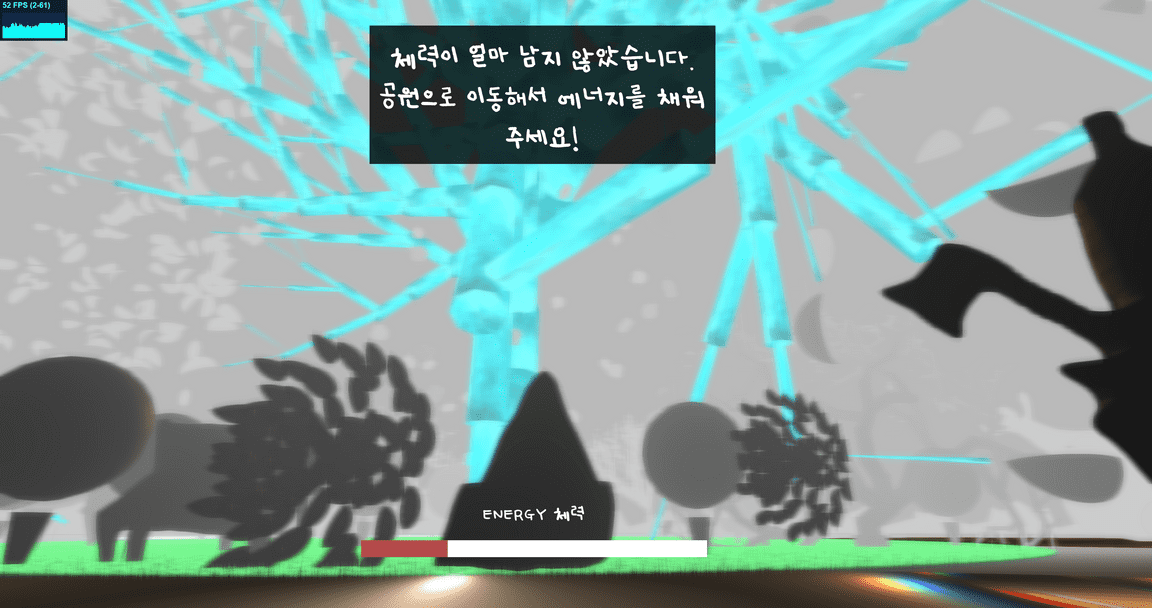 52 FPS (2-61)
체력이 얼마 남지 않았습니다.
공원으로 이동해서 에너지를 채워
주세요!
ENERGY 체력